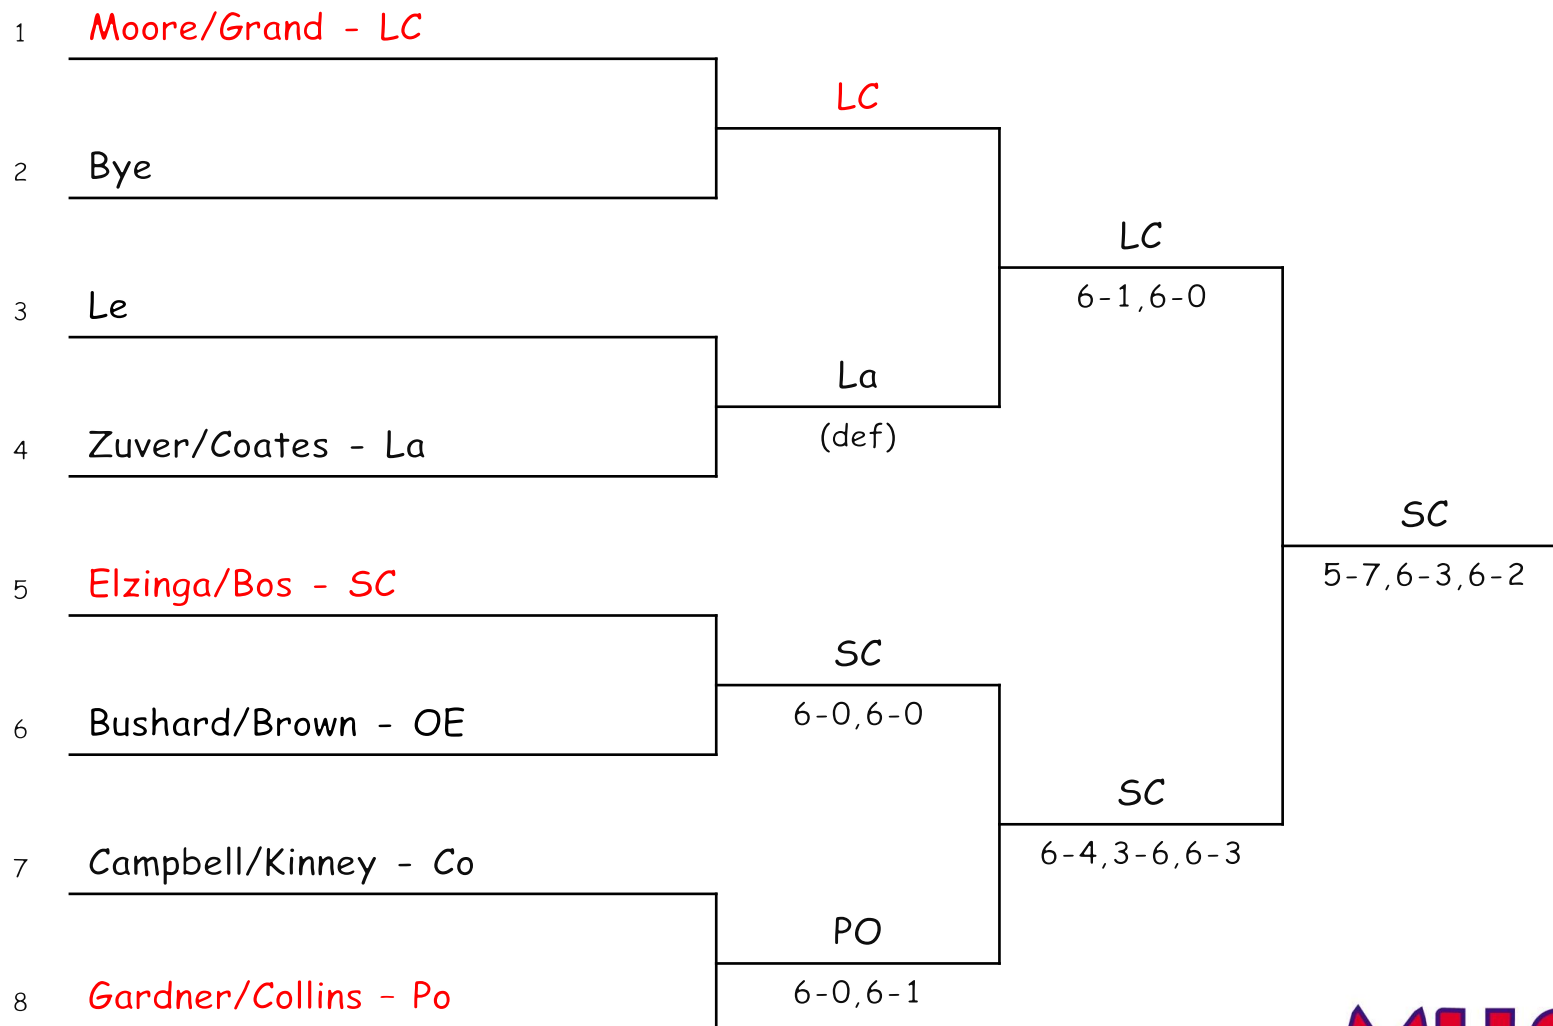 1 Moore/Grand - LC
LC
2 Bye
LC
6-1,6-0
3 Le
La
(def)
4 Zuver/Coates - La
SC
5-7,6-3,6-2
5 Elzinga/Bos - SC
SC
6-0,6-0
6 Bushard/Brown - OE
SC
6-4,3-6,6-3
7 Campbell/Kinney - Co
PO
6-0,6-1
8 Gardner/Collins - Po